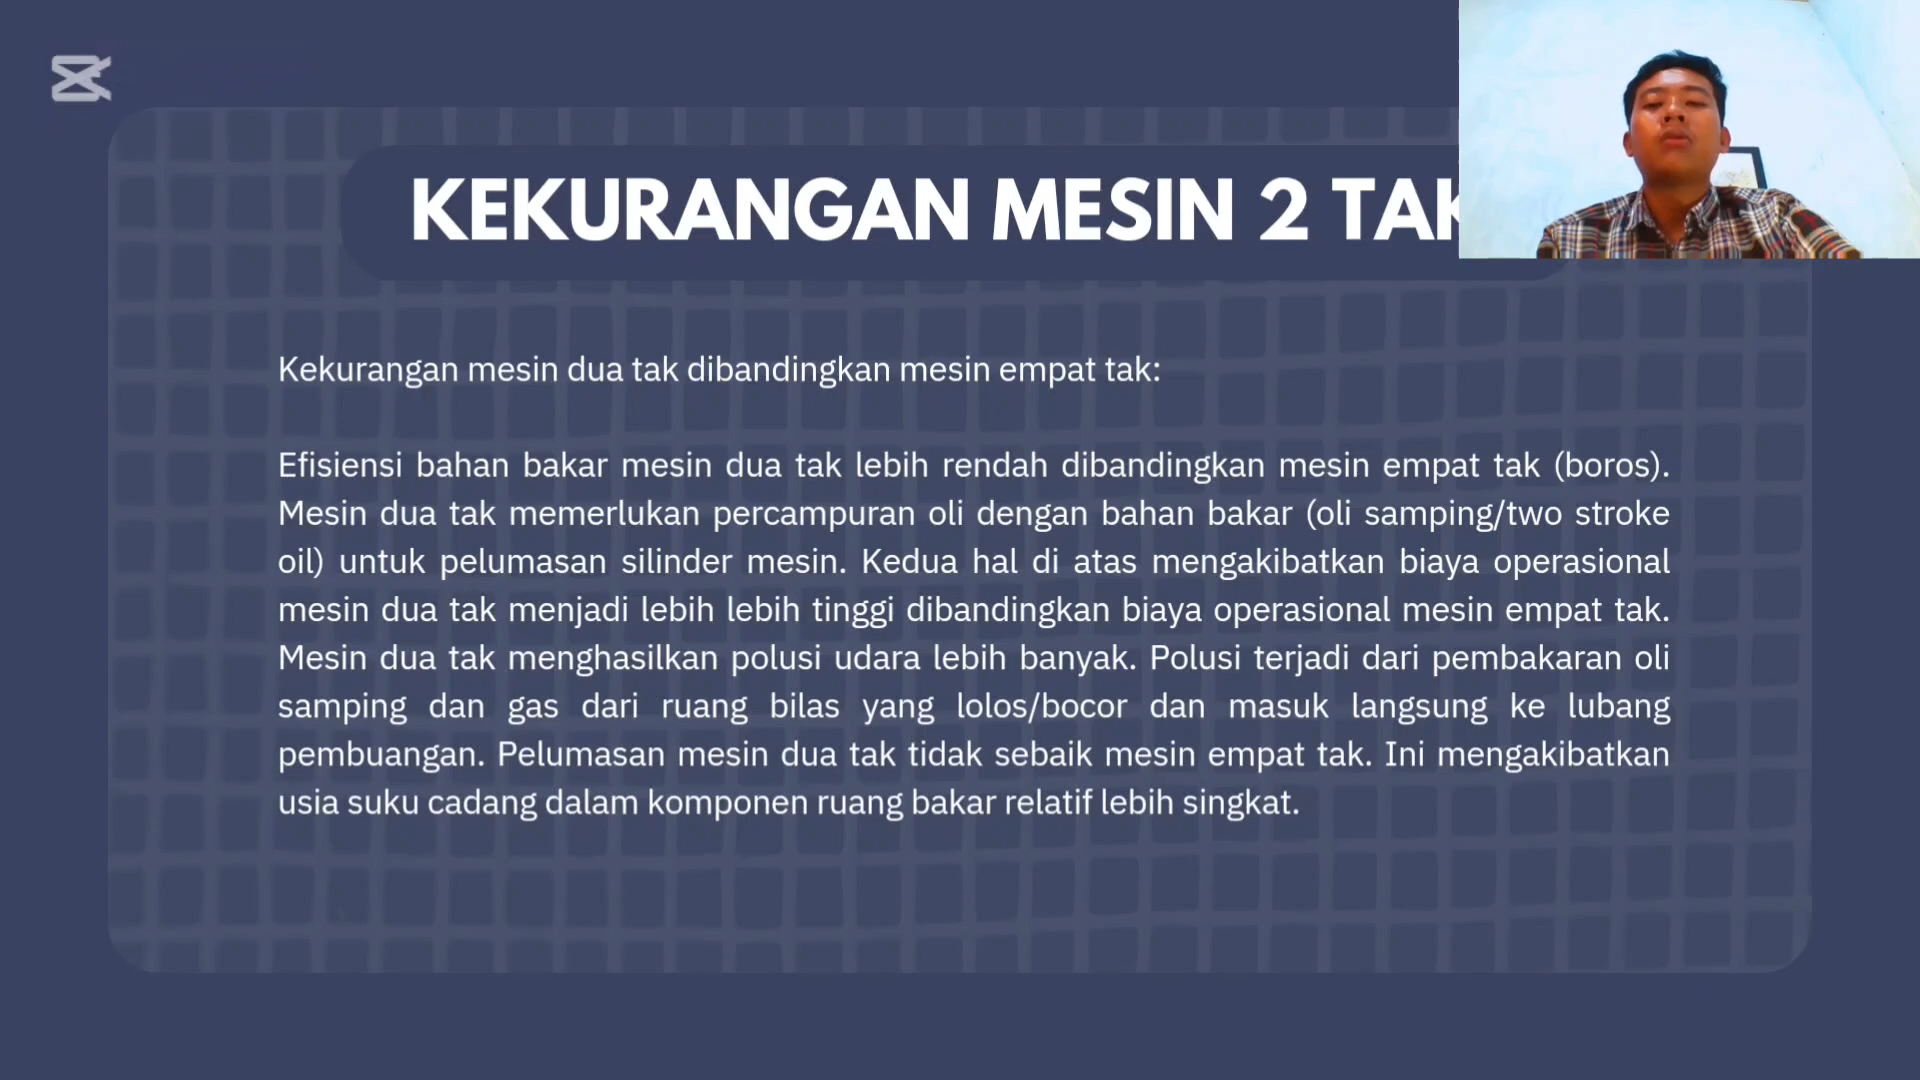 KEKURANGAN MESIN 2 TAK
Kekurangan mesin dua tak dibandingkan mesin empat tak:
Efisiensi bahan bakar mesin dua tak lebih rendah dibandingkan mesin empat tak (boros).
Mesin dua tak memerlukan percampuran oli dengan bahan bakar (oli samping/two stroke
oil) untuk pelumasan silinder mesin. Kedua hal di atas mengakibatkan biaya operasional
mesin dua tak menjadi lebih lebih tinggi dibandingkan biaya operasional mesin empat tak.
Mesin dua tak menghasilkan polusi udara lebih banyak. Polusi terjadi dari pembakaran oli
samping dan gas dari ruang bilas yang lolos/bocor dan masuk langsung ke lubang
pembuangan. Pelumasan mesin dua tak tidak sebaik mesin empat tak. Ini mengakibatkan
usia suku cadang dalam komponen ruang bakar relatif lebih singkat.